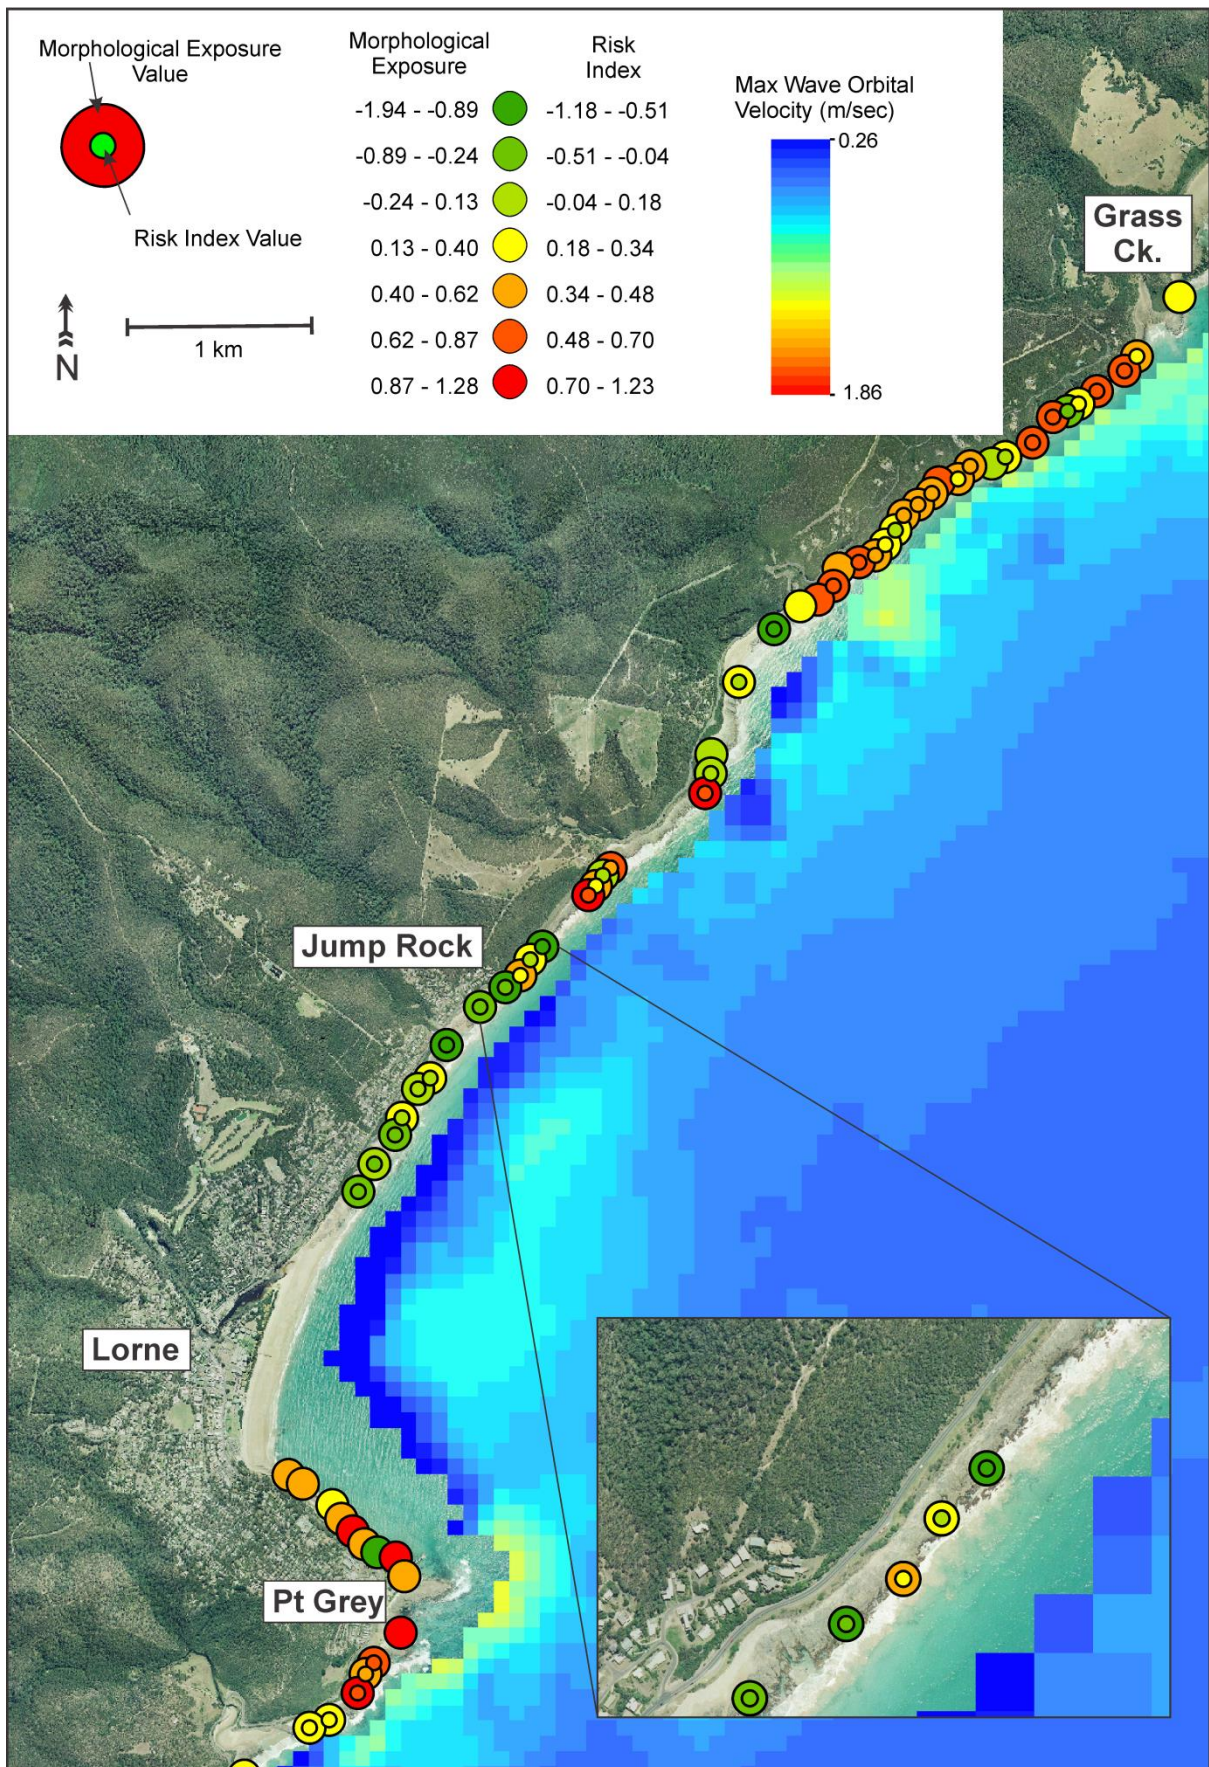 Morphological Exposure
Value
Risk Index Value
N
1 km
Morphological
Exposure
Risk
Index
-1.94 - -0.89
-1.18 - -0.51
-0.89 - -0.24
-0.51 - -0.04
-0.24 - 0.13
-0.04 - 0.18
0.13 - 0.40
0.18 - 0.34
0.40 - 0.62
0.34 - 0.48
0.62 - 0.87
0.48 - 0.70
0.87 - 1.28
0.70 - 1.23
Max Wave Orbital
Velocity (m/sec)
0.26
1.86
Grass
Ck.
Jump Rock
Lorne
Pt Grey